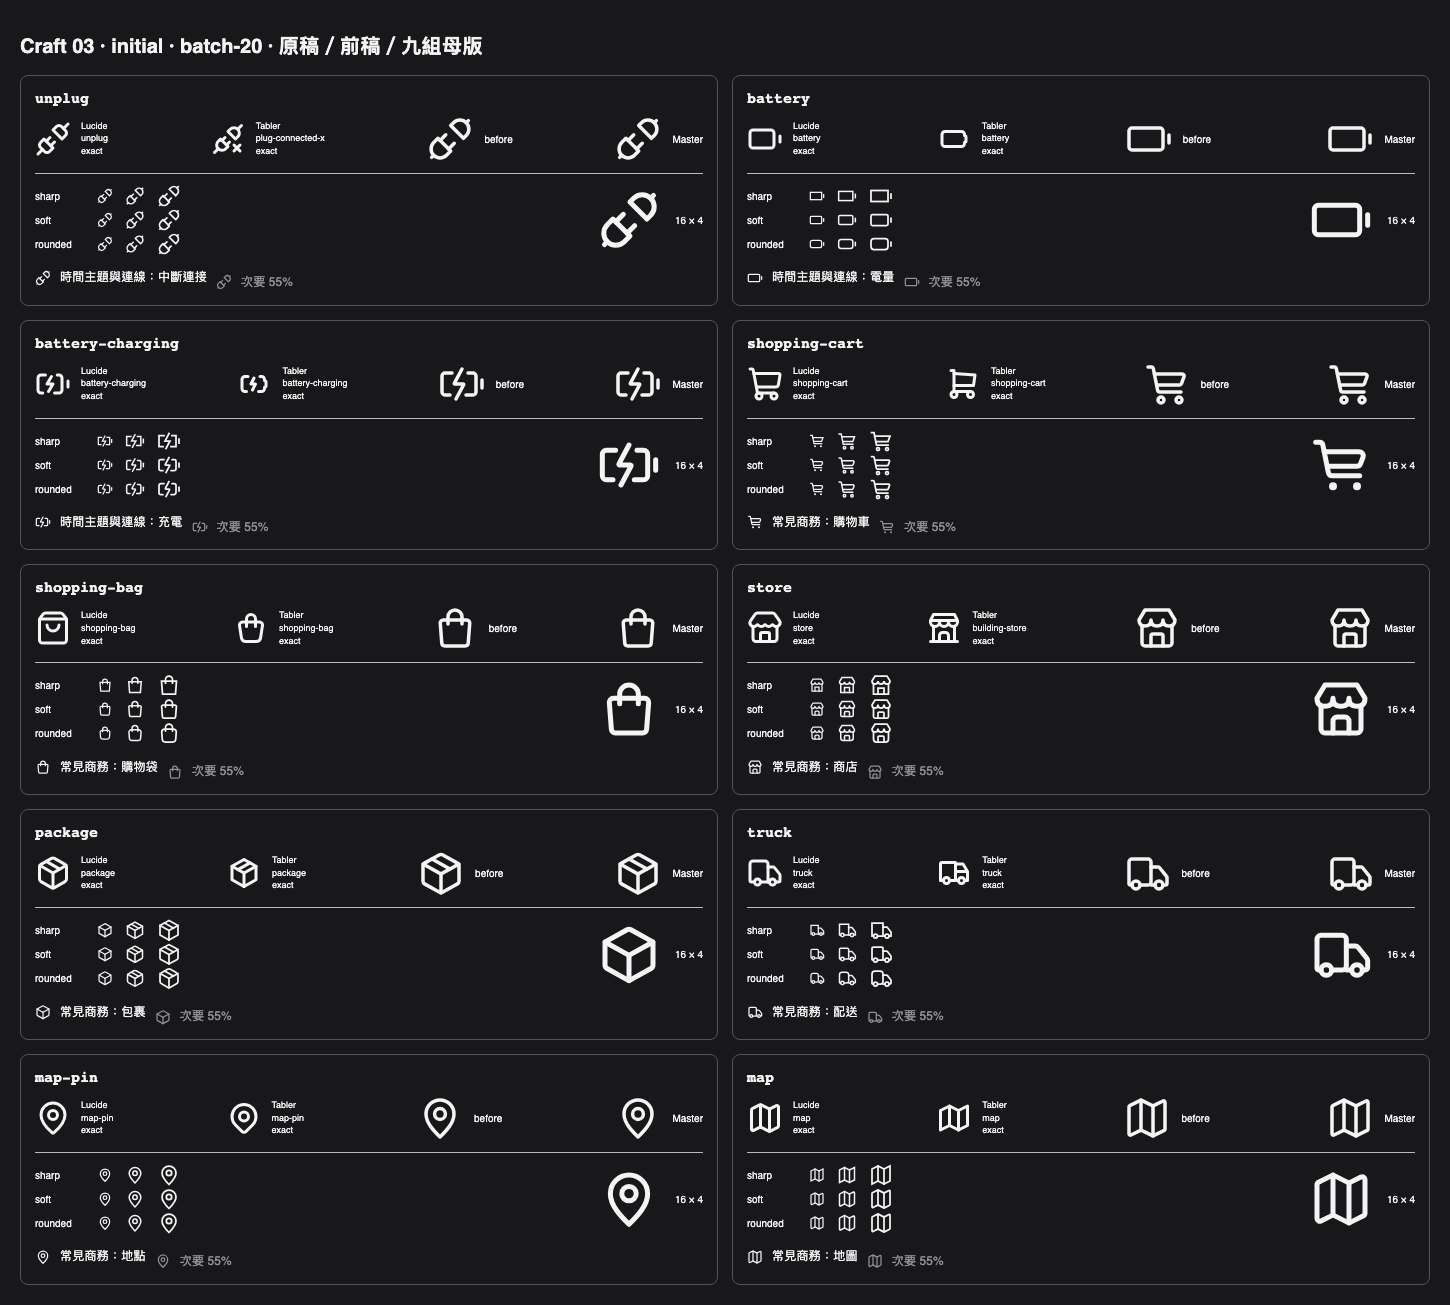 Craft 03 · initial · batch-20 · 原稿 / 前稿 / 九組母版
unplug
Lucide
unplug
exact
Tabler
plug-connected-x
exact
before
Master
sharp
soft
rounded
16 × 4
時間主題與連線：中斷連接
次要 55%
battery
Lucide
battery
exact
Tabler
battery
exact
before
Master
sharp
soft
rounded
16 × 4
時間主題與連線：電量
次要 55%
battery-charging
Lucide
battery-charging
exact
Tabler
battery-charging
exact
before
Master
sharp
soft
rounded
16 × 4
時間主題與連線：充電
次要 55%
shopping-cart
Lucide
shopping-cart
exact
Tabler
shopping-cart
exact
before
Master
sharp
soft
rounded
16 × 4
常見商務：購物車
次要 55%
shopping-bag
Lucide
shopping-bag
exact
Tabler
shopping-bag
exact
before
Master
sharp
soft
rounded
16 × 4
常見商務：購物袋
次要 55%
store
Lucide
store
exact
Tabler
building-store
exact
before
Master
sharp
soft
rounded
16 × 4
常見商務：商店
次要 55%
package
Lucide
package
exact
Tabler
package
exact
before
Master
sharp
soft
rounded
16 × 4
常見商務：包裹
次要 55%
truck
Lucide
truck
exact
Tabler
truck
exact
before
Master
sharp
soft
rounded
16 × 4
常見商務：配送
次要 55%
map-pin
Lucide
map-pin
exact
Tabler
map-pin
exact
before
Master
sharp
soft
rounded
16 × 4
常見商務：地點
次要 55%
map
Lucide
map
exact
Tabler
map
exact
before
Master
sharp
soft
rounded
16 × 4
常見商務：地圖
次要 55%